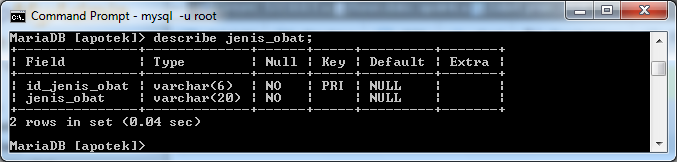 Command Prompt - mysql -u root
MariaDB [apotek]> describe jenis_obat;
+----------------+-------------+------+-----+---------+-------+
| Field          | Type        | Null | Key | Default | Extra |
+----------------+-------------+------+-----+---------+-------+
| id_jenis_obat  | varchar(6)  | NO   | PRI | NULL    |       |
| jenis_obat     | varchar(20) | NO   |     | NULL    |       |
+----------------+-------------+------+-----+---------+-------+
2 rows in set (0.04 sec)
MariaDB [apotek]>